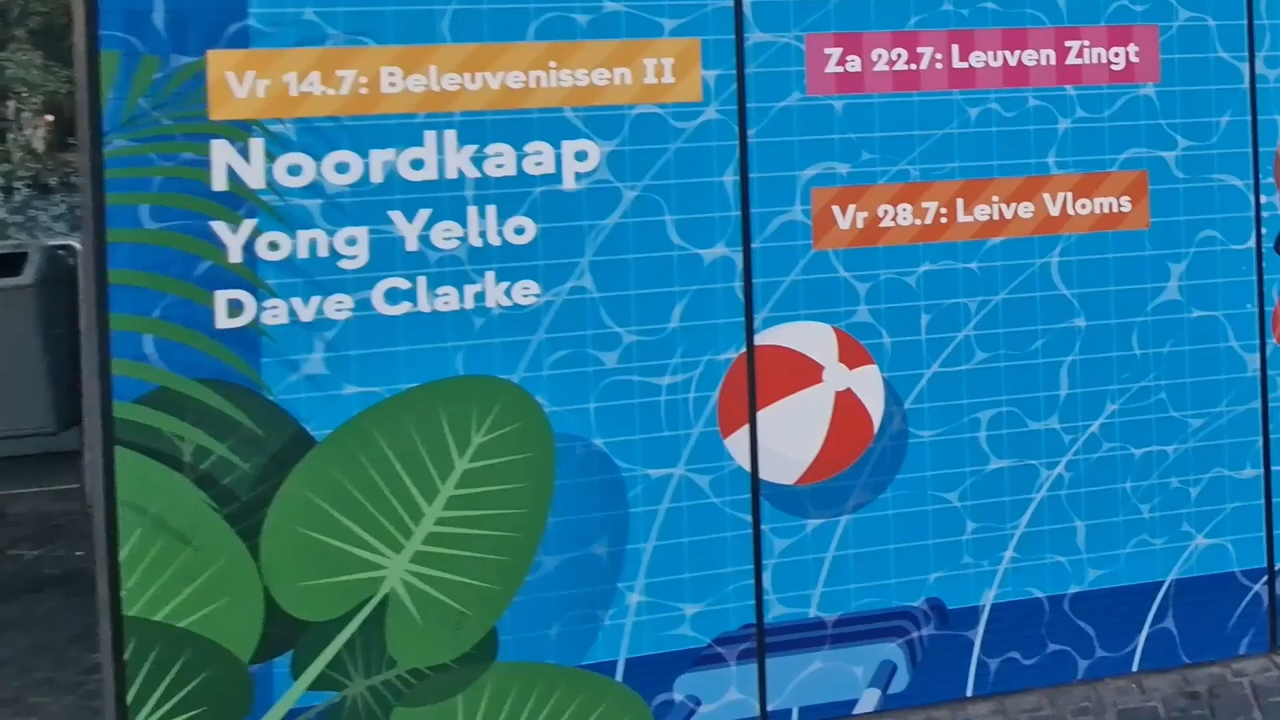 Vr 14.7: Beleuvenissen II
Noordkaap
Yong Yello
Dave Clarke
Za 22.7: Leuven Zingt
Vr 28.7: Leive Vloms